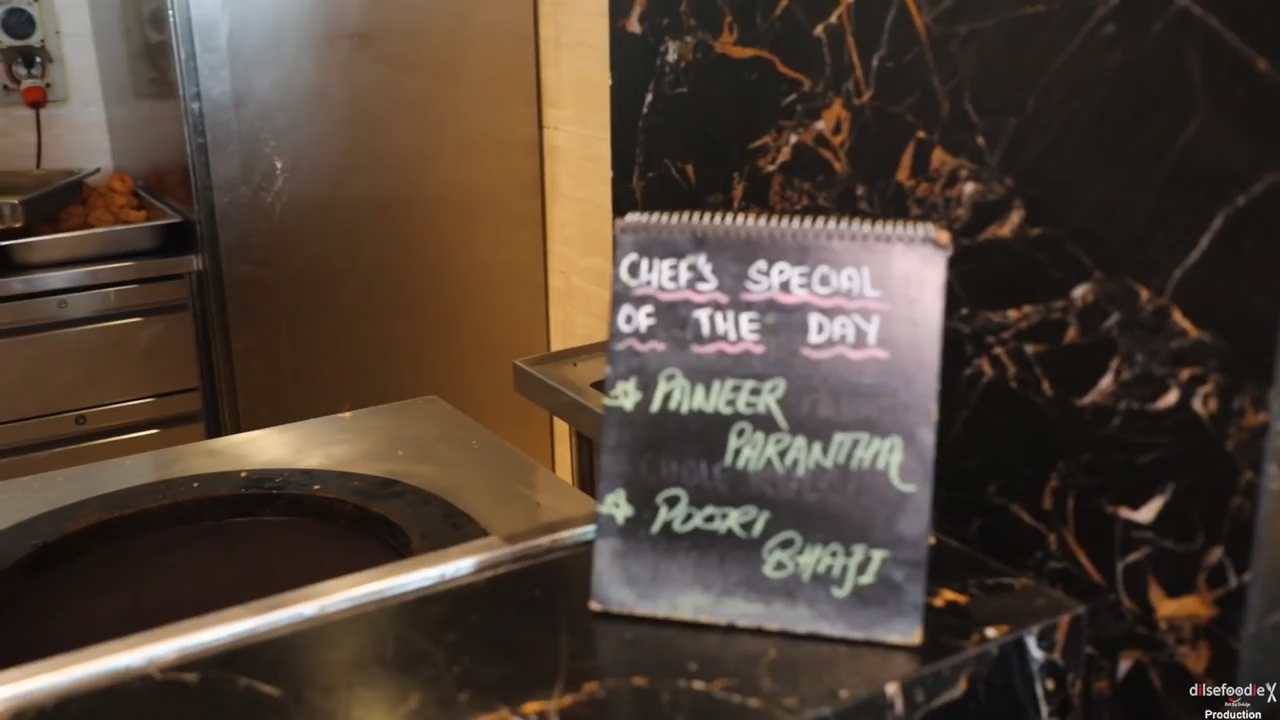 CHEF'S SPECIAL
OF THE DAY
PANEER
PARANTHA
POORI
BHAJI
dilsefoodie X
Production